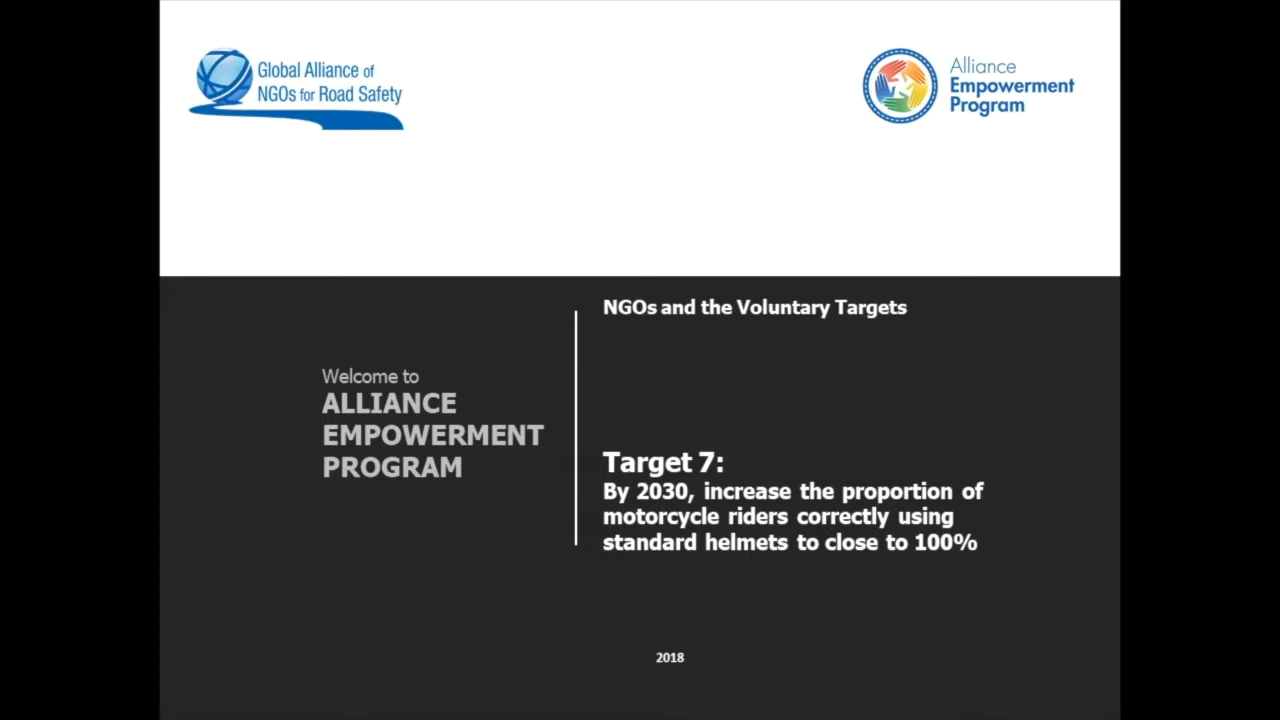 Global Alliance of
NGOs for Road Safety
Alliance
Empowerment
Program
NGOs and the Voluntary Targets
Welcome to
ALLIANCE
EMPOWERMENT
PROGRAM
Target 7:
By 2030, increase the proportion of
motorcycle riders correctly using
standard helmets to close to 100%
2018